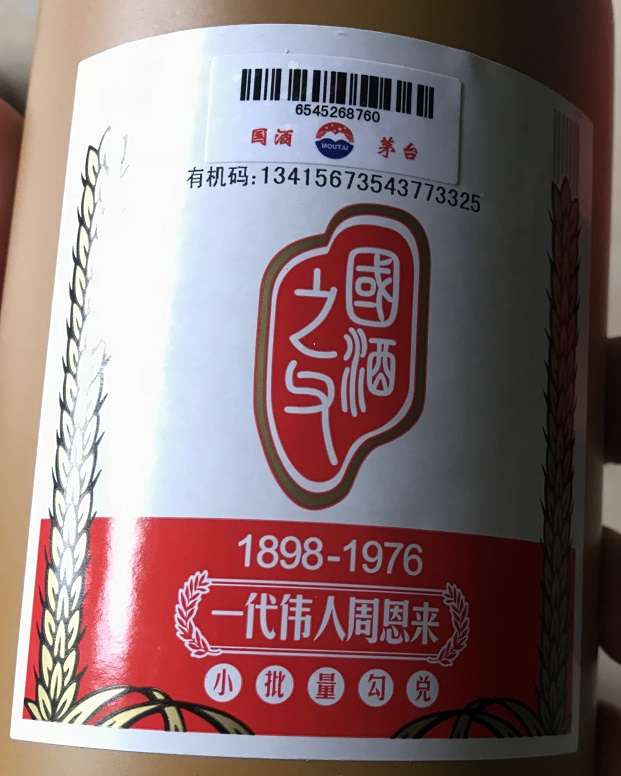 6545268760
国酒 MOUTAI 茅台
有机码:13415673543773325
國酒
之父
1898-1976
一代伟人周恩来
小批量勾兑